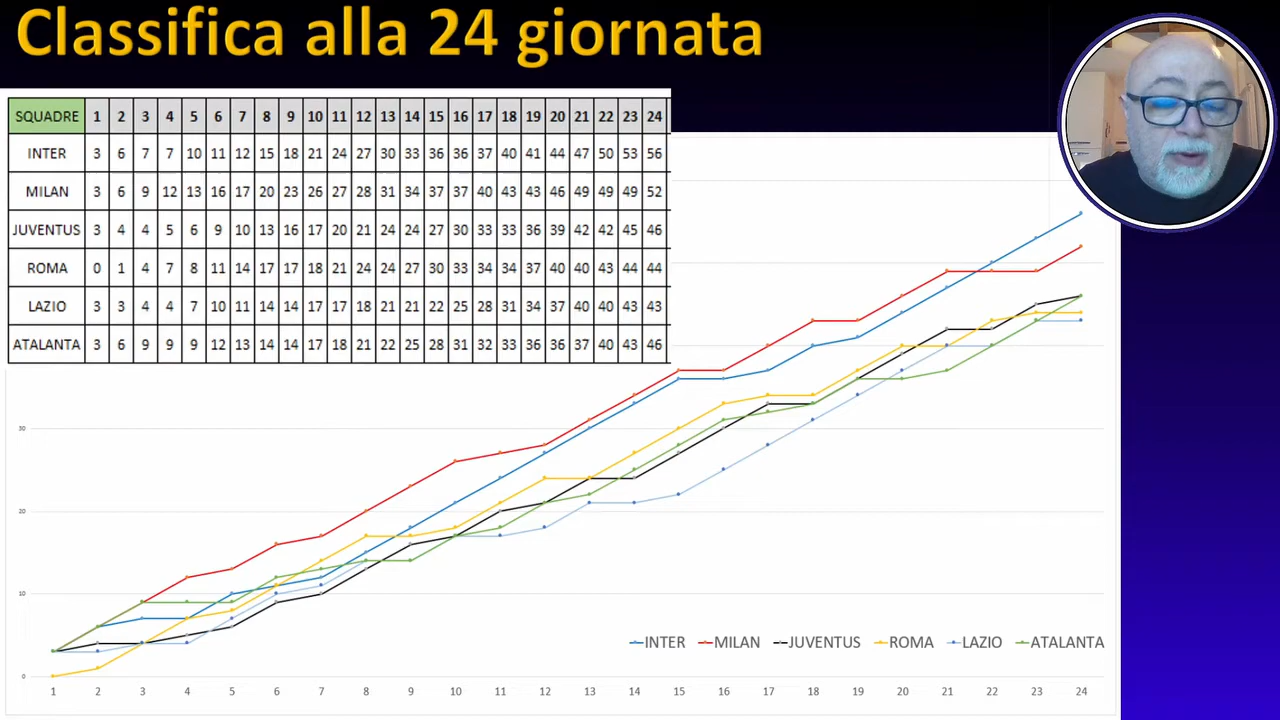 Classifica alla 24 giornata
SQUADRE 1 2 3 4 5 6 7 8 9 10 11 12 13 14 15 16 17 18 19 20 21 22 23 24
INTER 3 6 7 7 10 11 12 15 18 21 24 27 30 33 36 36 37 40 41 44 47 50 53 56
MILAN 3 6 9 12 13 16 17 20 23 26 27 28 31 34 37 37 40 43 43 46 49 49 49 52
JUVENTUS 3 4 4 5 6 9 10 13 16 17 20 21 24 24 27 30 33 33 36 39 42 42 45 46
ROMA 0 1 4 7 8 11 14 17 17 18 21 24 24 27 30 33 34 34 37 40 40 43 44 44
LAZIO 3 3 4 4 7 10 11 14 14 17 17 18 21 21 22 25 28 31 34 37 40 40 43 43
ATALANTA 3 6 9 9 9 12 13 14 14 17 18 21 22 25 28 31 32 33 36 36 37 40 43 46
30
20
10
0
INTER MILAN JUVENTUS ROMA LAZIO ATALANTA
1 2 3 4 5 6 7 8 9 10 11 12 13 14 15 16 17 18 19 20 21 22 23 24